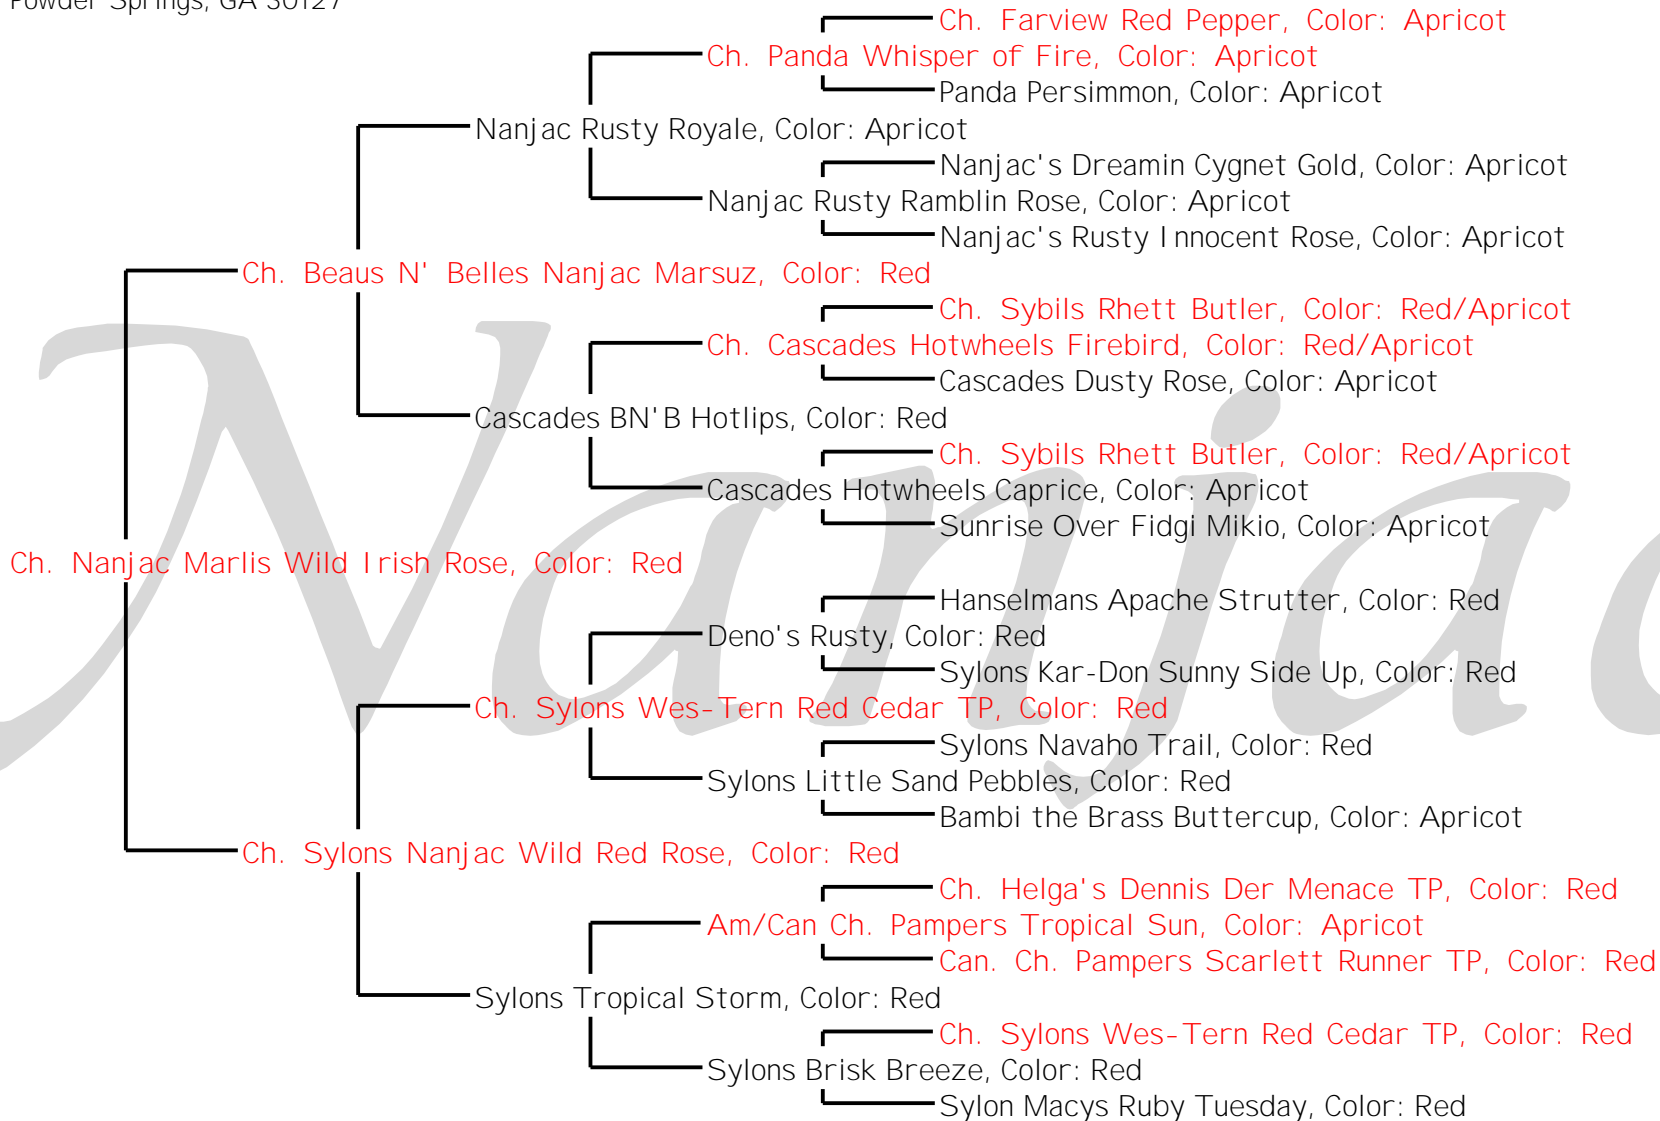 Powder Springs, GA 30127
Ch. Farview Red Pepper, Color: Apricot
Ch. Panda Whisper of Fire, Color: Apricot
Panda Persimmon, Color: Apricot
Nanjac Rusty Royale, Color: Apricot
Nanjac's Dreamin Cygnet Gold, Color: Apricot
Nanjac Rusty Ramblin Rose, Color: Apricot
Nanjac's Rusty Innocent Rose, Color: Apricot
Ch. Beaus N' Belles Nanjac Marsuz, Color: Red
Ch. Sybils Rhett Butler, Color: Red/Apricot
Ch. Cascades Hotwheels Firebird, Color: Red/Apricot
Cascades Dusty Rose, Color: Apricot
Cascades BN'B Hotlips, Color: Red
Ch. Sybils Rhett Butler, Color: Red/Apricot
Cascades Hotwheels Caprice, Color: Apricot
Sunrise Over Fidgi Mikio, Color: Apricot
Ch. Nanjac Marlis Wild Irish Rose, Color: Red
Hanselmans Apache Strutter, Color: Red
Deno's Rusty, Color: Red
Sylons Kar-Don Sunny Side Up, Color: Red
Ch. Sylons Wes-Tern Red Cedar TP, Color: Red
Sylons Navaho Trail, Color: Red
Sylons Little Sand Pebbles, Color: Red
Bambi the Brass Buttercup, Color: Apricot
Ch. Sylons Nanjac Wild Red Rose, Color: Red
Ch. Helga's Dennis Der Menace TP, Color: Red
Am/Can Ch. Pampers Tropical Sun, Color: Apricot
Can. Ch. Pampers Scarlett Runner TP, Color: Red
Sylons Tropical Storm, Color: Red
Ch. Sylons Wes-Tern Red Cedar TP, Color: Red
Sylons Brisk Breeze, Color: Red
Sylon Macys Ruby Tuesday, Color: Red
Nanjac